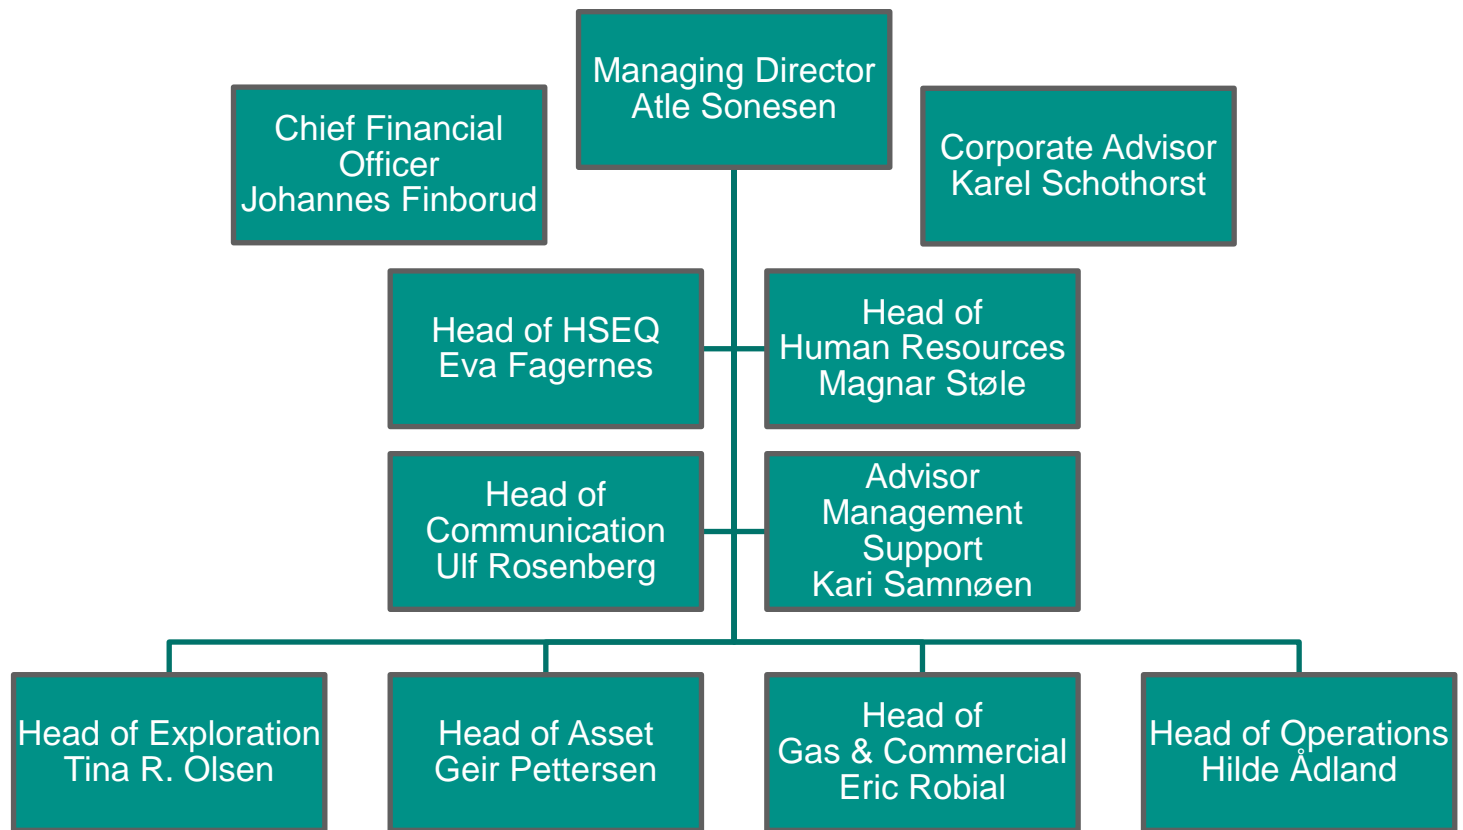 Managing Director
Atle Sonesen
Chief Financial
Officer
Johannes Finborud
Corporate Advisor
Karel Schothorst
Head of HSEQ
Eva Fagernes
Head of
Human Resources
Magnar Støle
Head of
Communication
Ulf Rosenberg
Advisor
Management
Support
Kari Samnøen
Head of Exploration
Tina R. Olsen
Head of Asset
Geir Pettersen
Head of
Gas & Commercial
Eric Robial
Head of Operations
Hilde Ådland